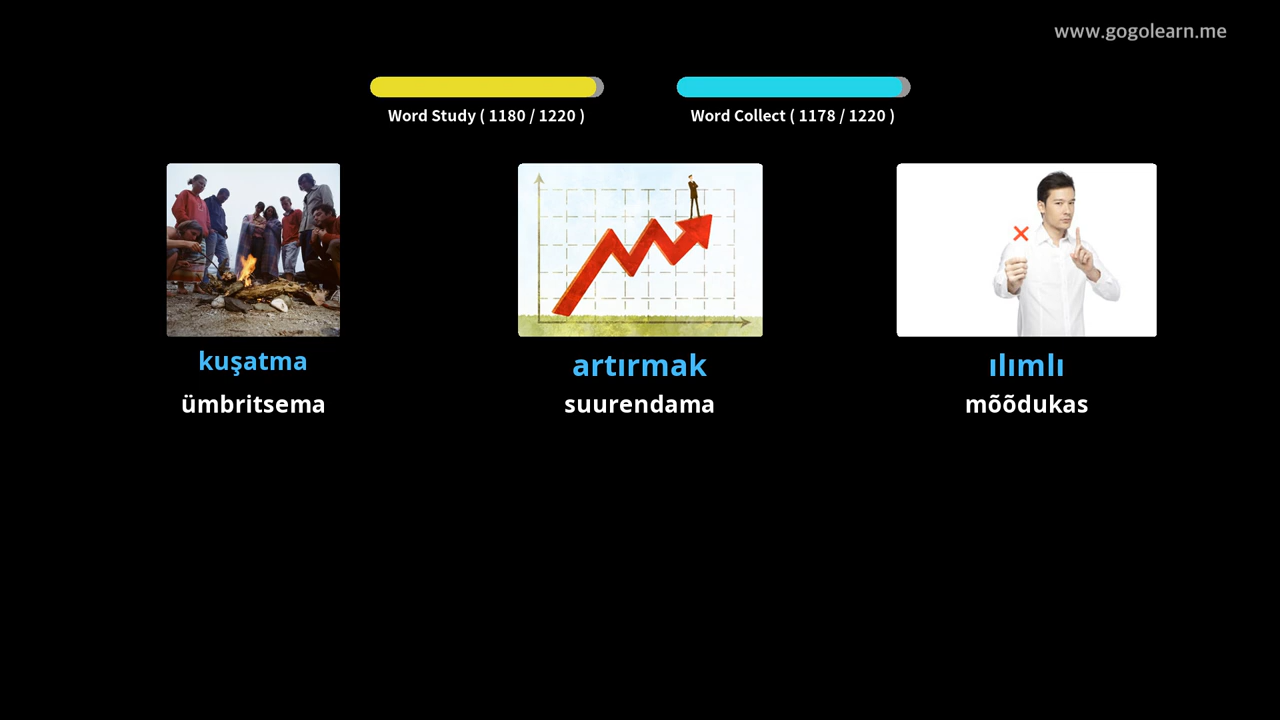 www.gogolearn.me
Word Study ( 1180 / 1220 )
Word Collect ( 1178 / 1220 )
kuşatma
ümbritsema
artırmak
suurendama
ılımlı
mõõdukas